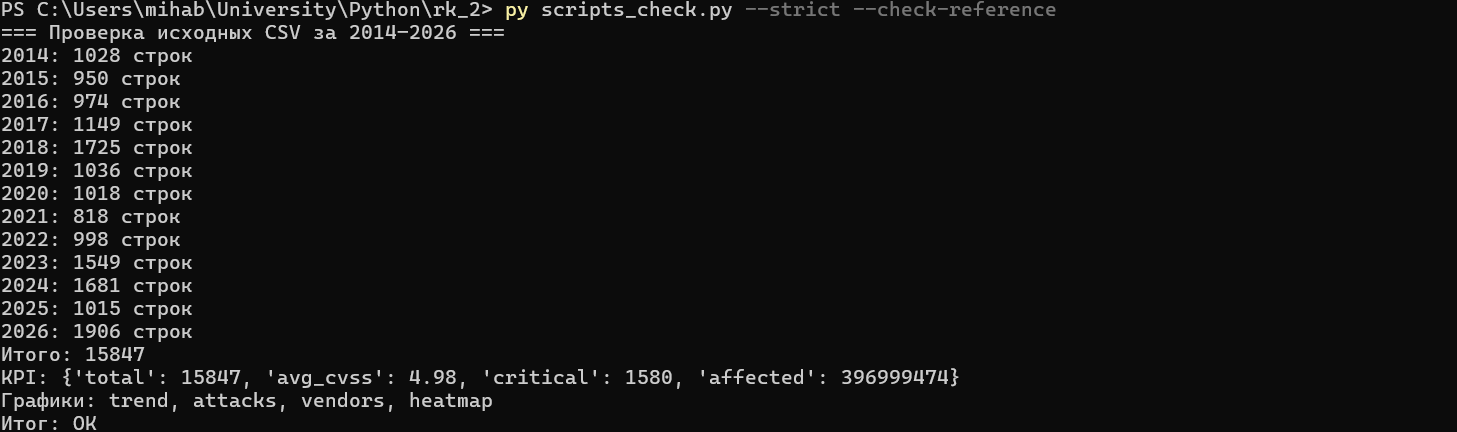 PS C:\Users\mihab\University\Python\rk_2> py scripts_check.py --strict --check-reference
=== Проверка исходных CSV за 2014-2026 ===
2014: 1028 строк
2015: 950 строк
2016: 974 строк
2017: 1149 строк
2018: 1725 строк
2019: 1036 строк
2020: 1018 строк
2021: 818 строк
2022: 998 строк
2023: 1549 строк
2024: 1681 строк
2025: 1015 строк
2026: 1906 строк
Итого: 15847
KPI: {'total': 15847, 'avg_cvss': 4.98, 'critical': 1580, 'affected': 396999474}
Графики: trend, attacks, vendors, heatmap
Итог: OK